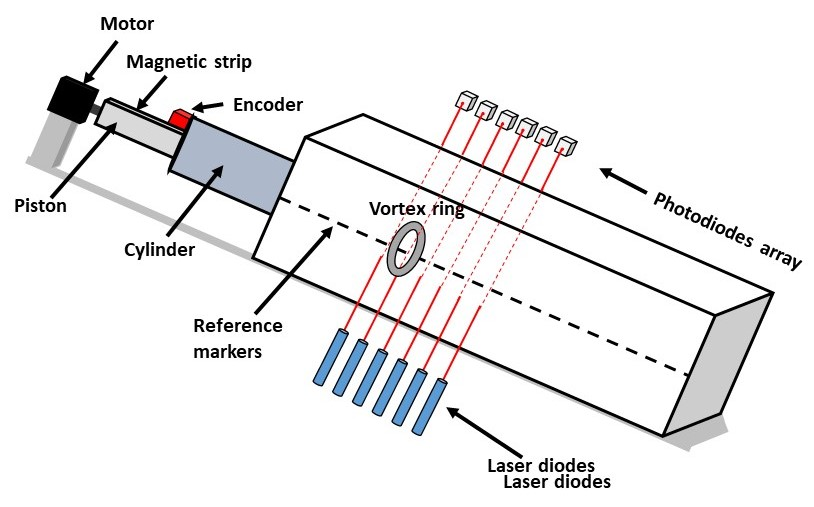 Motor
Magnetic strip
Encoder
Piston
Cylinder
Vortex ring
Photodiodes array
Reference
markers
Laser diodes
Laser diodes